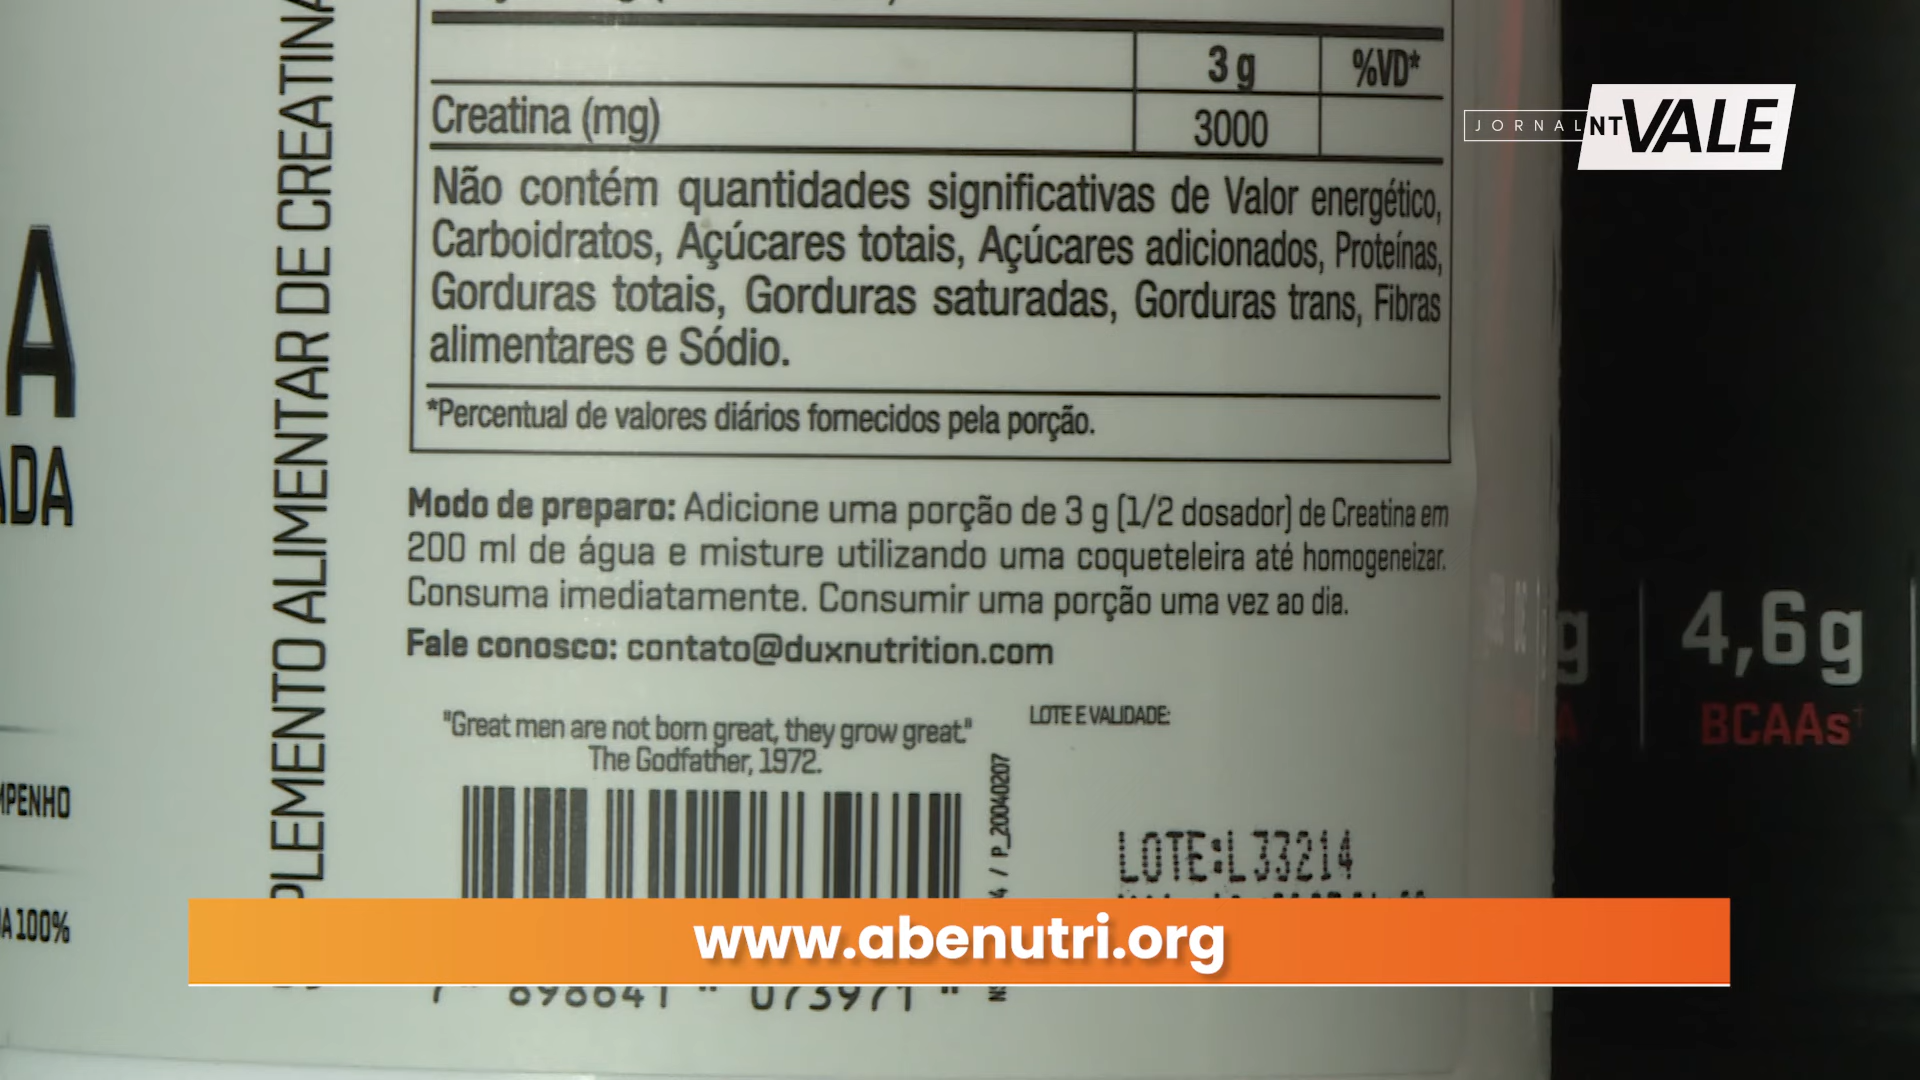 SUPLEMENTO ALIMENTAR DE CREATINA
3 g %VD*
Creatina (mg) 3000
Não contém quantidades significativas de Valor energético,
Carboidratos, Açúcares totais, Açúcares adicionados, Proteínas,
Gorduras totais, Gorduras saturadas, Gorduras trans, Fibras
alimentares e Sódio.
*Percentual de valores diários fornecidos pela porção.
Modo de preparo: Adicione uma porção de 3 g (1/2 dosador) de Creatina em
200 ml de água e misture utilizando uma coqueteleira até homogeneizar.
Consuma imediatamente. Consumir uma porção uma vez ao dia.
Fale conosco: contato@duxnutrition.com
"Great men are not born great, they grow great."
The Godfather, 1972.
LOTE E VALIDADE:
P_20040207
LOTE:L33214
7 898641 073971
A
ADA
MPENHO
A 100%
JORNAL NT VALE
g
4,6g
BCAAs
www.abenutri.org